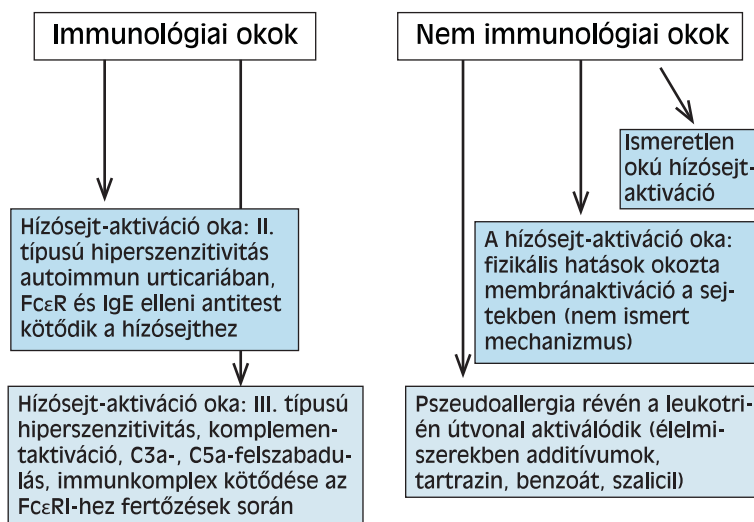 Immunológiai okok
Nem immunológiai okok
Ismeretlen
okú hízósejt-
aktiváció
Hízósejt-aktiváció oka: II.
típusú hiperszenzitivitás
autoimmun urticariában,
FcεR és IgE elleni antitest
kötődik a hízósejthez
A hízósejt-aktiváció oka:
fizikális hatások okozta
membránaktiváció a sej-
tekben (nem ismert
mechanizmus)
Hízósejt-aktiváció oka: III. típusú
hiperszenzitivitás, komplemen-
taktiváció, C3a-, C5a-felszabadu-
lás, immunkomplex kötődése az
FcεRI-hez fertőzések során
Pszeudoallergia révén a leukotri-
én útvonal aktiválódik (élelmi-
szerekben additívumok,
tartrazin, benzoát, szalicil)